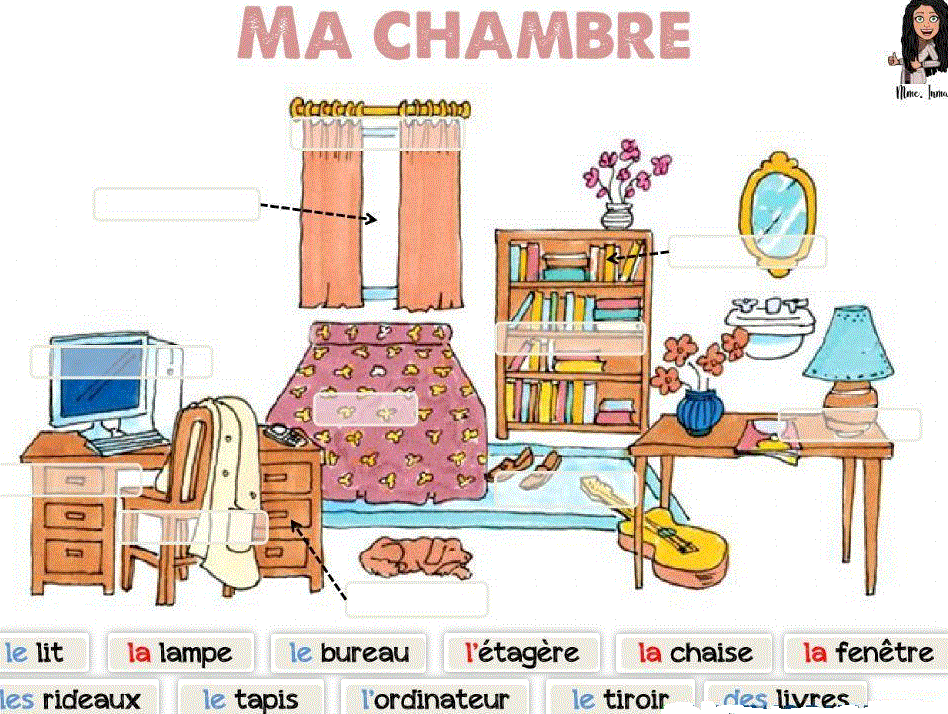 MA CHAMBRE
Mme. Inma
le lit la lampe le bureau l'étagère la chaise la fenêtre
les rideaux le tapis l'ordinateur le tiroir des livres